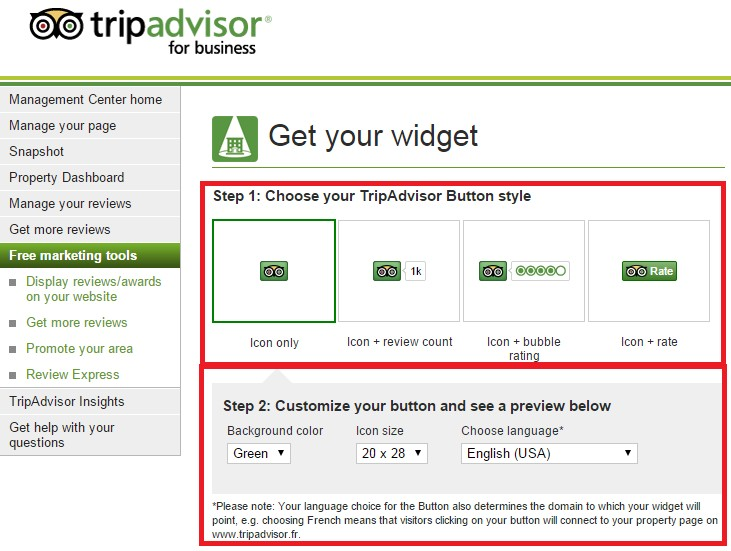 tripadvisor®
for business
Management Center home
Manage your page
Snapshot
Property Dashboard
Manage your reviews
Get more reviews
Free marketing tools
Display reviews/awards
on your website
Get more reviews
Promote your area
Review Express
TripAdvisor Insights
Get help with your
questions
Get your widget
Step 1: Choose your TripAdvisor Button style
1k
Rate
Icon only
Icon + review count
Icon + bubble
rating
Icon + rate
Step 2: Customize your button and see a preview below
Background color
Icon size
Choose language*
Green
20 x 28
English (USA)
*Please note: Your language choice for the Button also determines the domain to which your widget will
point, e.g. choosing French means that visitors clicking on your button will connect to your property page on
www.tripadvisor.fr.